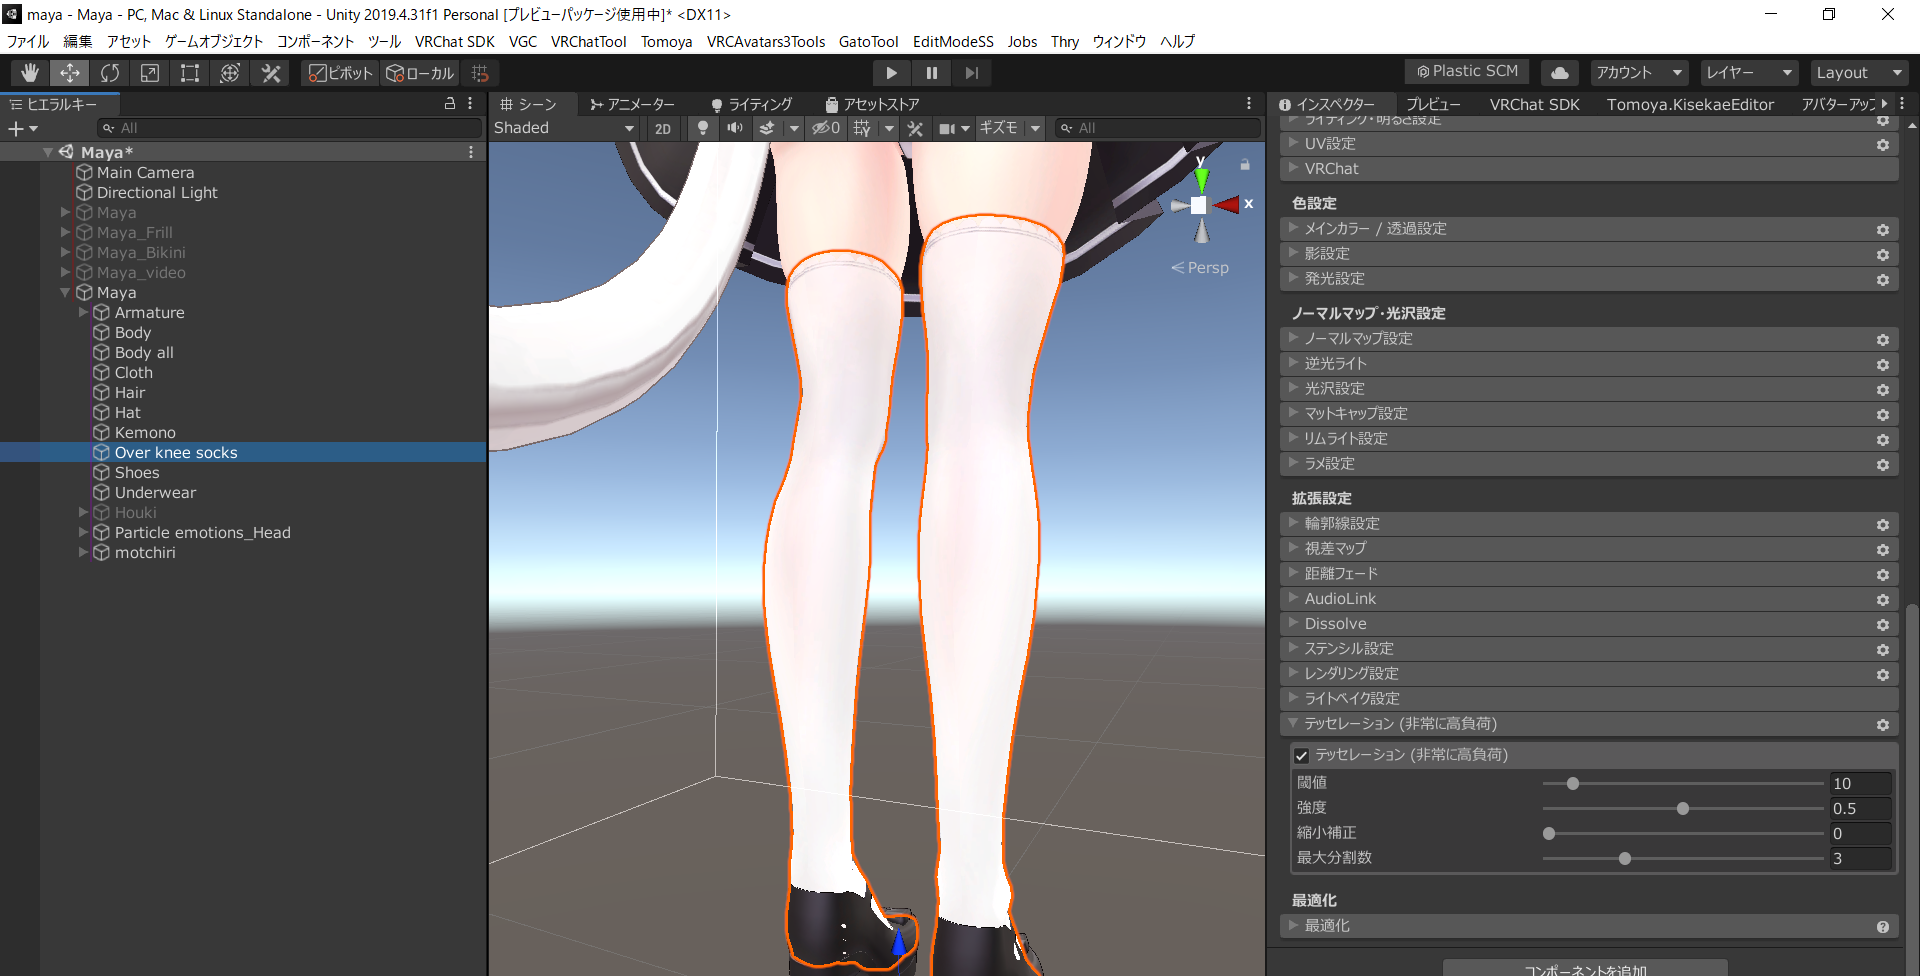 maya - Maya - PC, Mac & Linux Standalone - Unity 2019.4.31f1 Personal [プレビューパッケージ使用中]* <DX11>
ファイル 編集 アセット ゲームオブジェクト コンポーネント ツール VRChat SDK VGC VRChatTool Tomoya VRCAvatars3Tools GatoTool EditModeSS Jobs Thry ウィンドウ ヘルプ
ピボット ローカル Plastic SCM アカウント レイヤー Layout
ヒエラルキー
All
Maya*
Main Camera
Directional Light
Maya
Maya_Frill
Maya_Bikini
Maya_video
Maya
Armature
Body
Body all
Cloth
Hair
Hat
Kemono
Over knee socks
Shoes
Underwear
Houki
Particle emotions_Head
motchiri
シーン アニメーター ライティング アセットストア
Shaded 2D 0 ギズモ All
y
x
Persp
インスペクター プレビュー VRChat SDK Tomoya.KisekaeEditor アバターアップ
ライティング・明るさ設定
UV設定
VRChat
色設定
メインカラー / 透過設定
影設定
発光設定
ノーマルマップ・光沢設定
ノーマルマップ設定
逆光ライト
光沢設定
マットキャップ設定
リムライト設定
ラメ設定
拡張設定
輪郭線設定
視差マップ
距離フェード
AudioLink
Dissolve
ステンシル設定
レンダリング設定
ライトベイク設定
テッセレーション (非常に高負荷)
テッセレーション (非常に高負荷)
閾値 10
強度 0.5
縮小補正 0
最大分割数 3
最適化
最適化
コンポーネントを追加